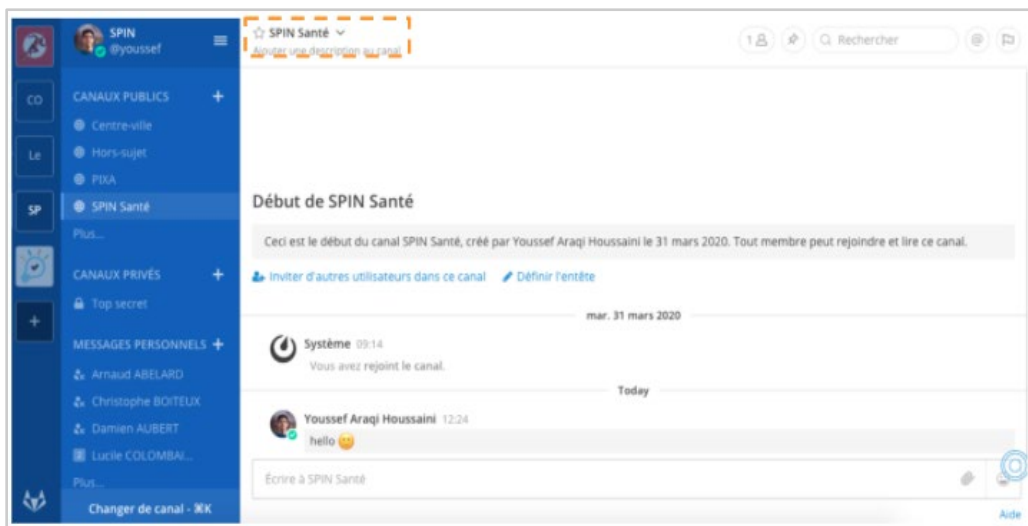 SPIN
@youssef
CO
Le
SP
+
CANAUX PUBLICS +
Centre-ville
Hors-sujet
PIXA
SPIN Santé
Plus...
CANAUX PRIVÉS +
Top secret
MESSAGES PERSONNELS +
Arnaud ABELARD
Christophe BOITEUX
Damien AUBERT
Lucile COLOMBAI...
Plus...
Changer de canal - ⌘K
SPIN Santé
Ajouter une description au canal
1
Rechercher
@
Début de SPIN Santé
Ceci est le début du canal SPIN Santé, créé par Youssef Araqi Houssaini le 31 mars 2020. Tout membre peut rejoindre et lire ce canal.
Inviter d'autres utilisateurs dans ce canal Définir l'entête
mar. 31 mars 2020
Système 09:14
Vous avez rejoint le canal.
Today
Youssef Araqi Houssaini 12:24
hello 😊
Écrire à SPIN Santé
Aide